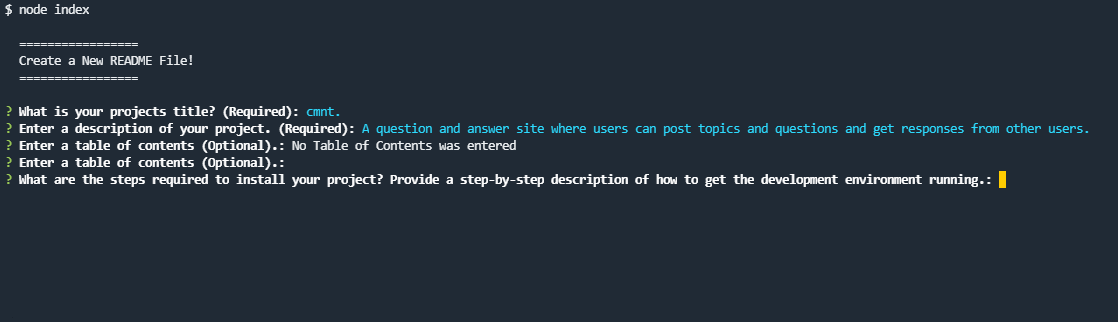 $ node index
=================
Create a New README File!
=================
? What is your projects title? (Required): cmnt.
? Enter a description of your project. (Required): A question and answer site where users can post topics and questions and get responses from other users.
? Enter a table of contents (Optional).: No Table of Contents was entered
? Enter a table of contents (Optional).:
? What are the steps required to install your project? Provide a step-by-step description of how to get the development environment running.: